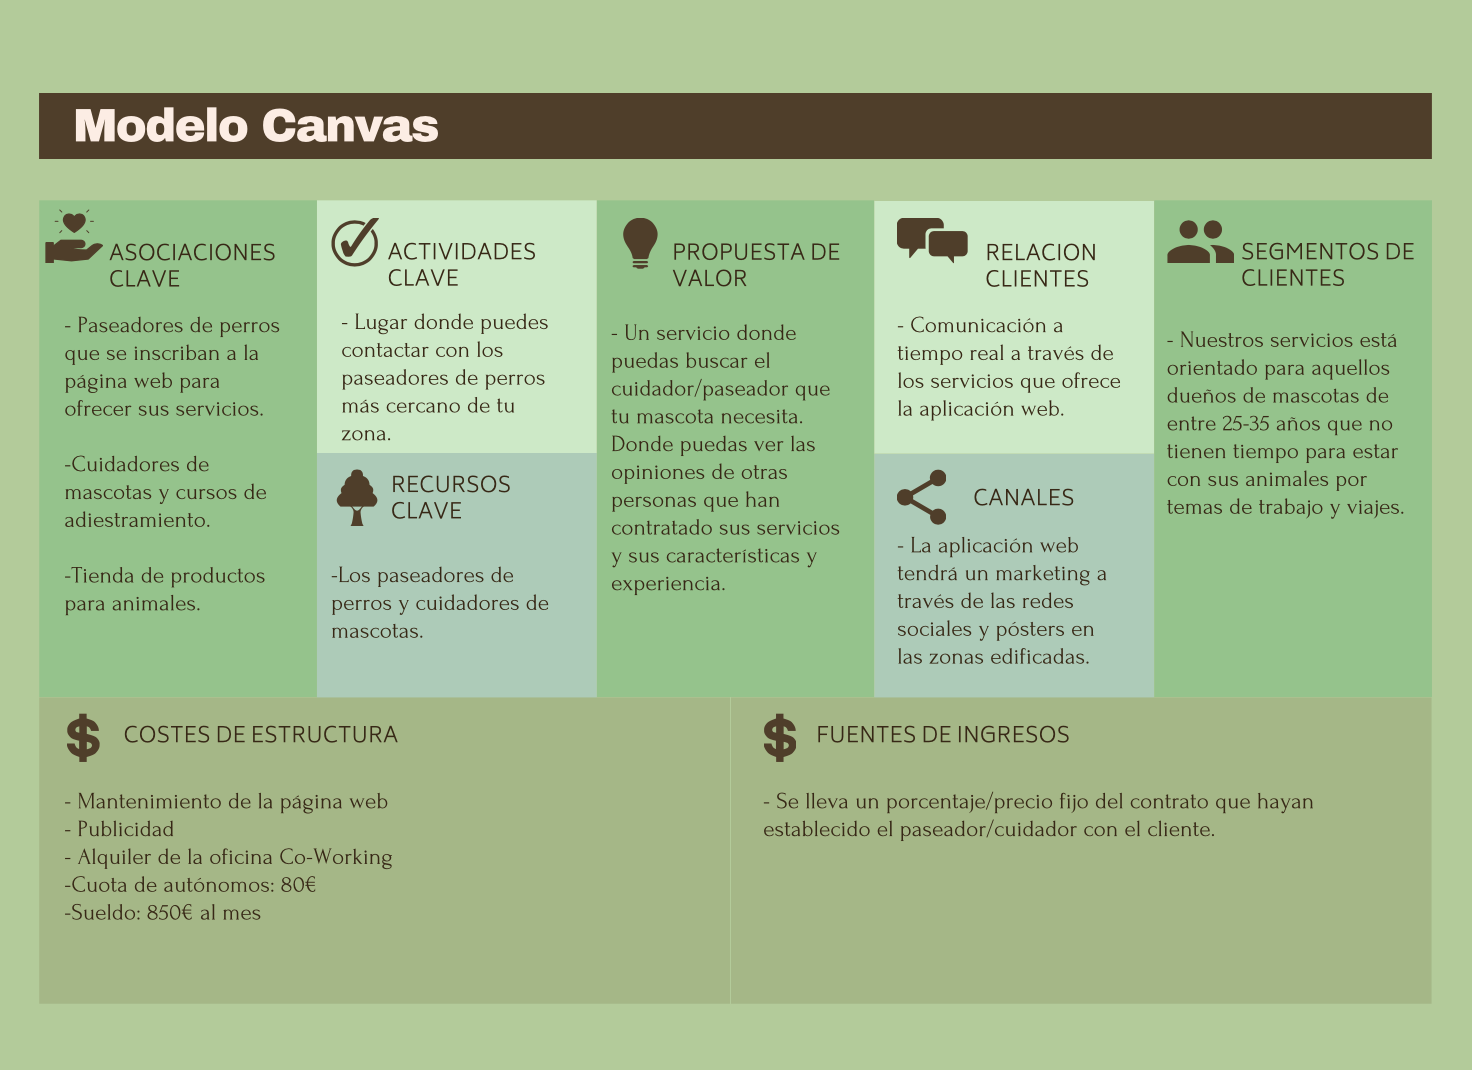 Modelo Canvas
ASOCIACIONES
CLAVE
- Paseadores de perros
que se inscriban a la
página web para
ofrecer sus servicios.
-Cuidadores de
mascotas y cursos de
adiestramiento.
-Tienda de productos
para animales.
ACTIVIDADES
CLAVE
- Lugar donde puedes
contactar con los
paseadores de perros
más cercano de tu
zona.
RECURSOS
CLAVE
-Los paseadores de
perros y cuidadores de
mascotas.
PROPUESTA DE
VALOR
- Un servicio donde
puedas buscar el
cuidador/paseador que
tu mascota necesita.
Donde puedas ver las
opiniones de otras
personas que han
contratado sus servicios
y sus características y
experiencia.
RELACION
CLIENTES
- Comunicación a
tiempo real a través de
los servicios que ofrece
la aplicación web.
CANALES
- La aplicación web
tendrá un marketing a
través de las redes
sociales y pósters en
las zonas edificadas.
SEGMENTOS DE
CLIENTES
- Nuestros servicios está
orientado para aquellos
dueños de mascotas de
entre 25-35 años que no
tienen tiempo para estar
con sus animales por
temas de trabajo y viajes.
COSTES DE ESTRUCTURA
- Mantenimiento de la página web
- Publicidad
- Alquiler de la oficina Co-Working
-Cuota de autónomos: 80€
-Sueldo: 850€ al mes
FUENTES DE INGRESOS
- Se lleva un porcentaje/precio fijo del contrato que hayan
establecido el paseador/cuidador con el cliente.